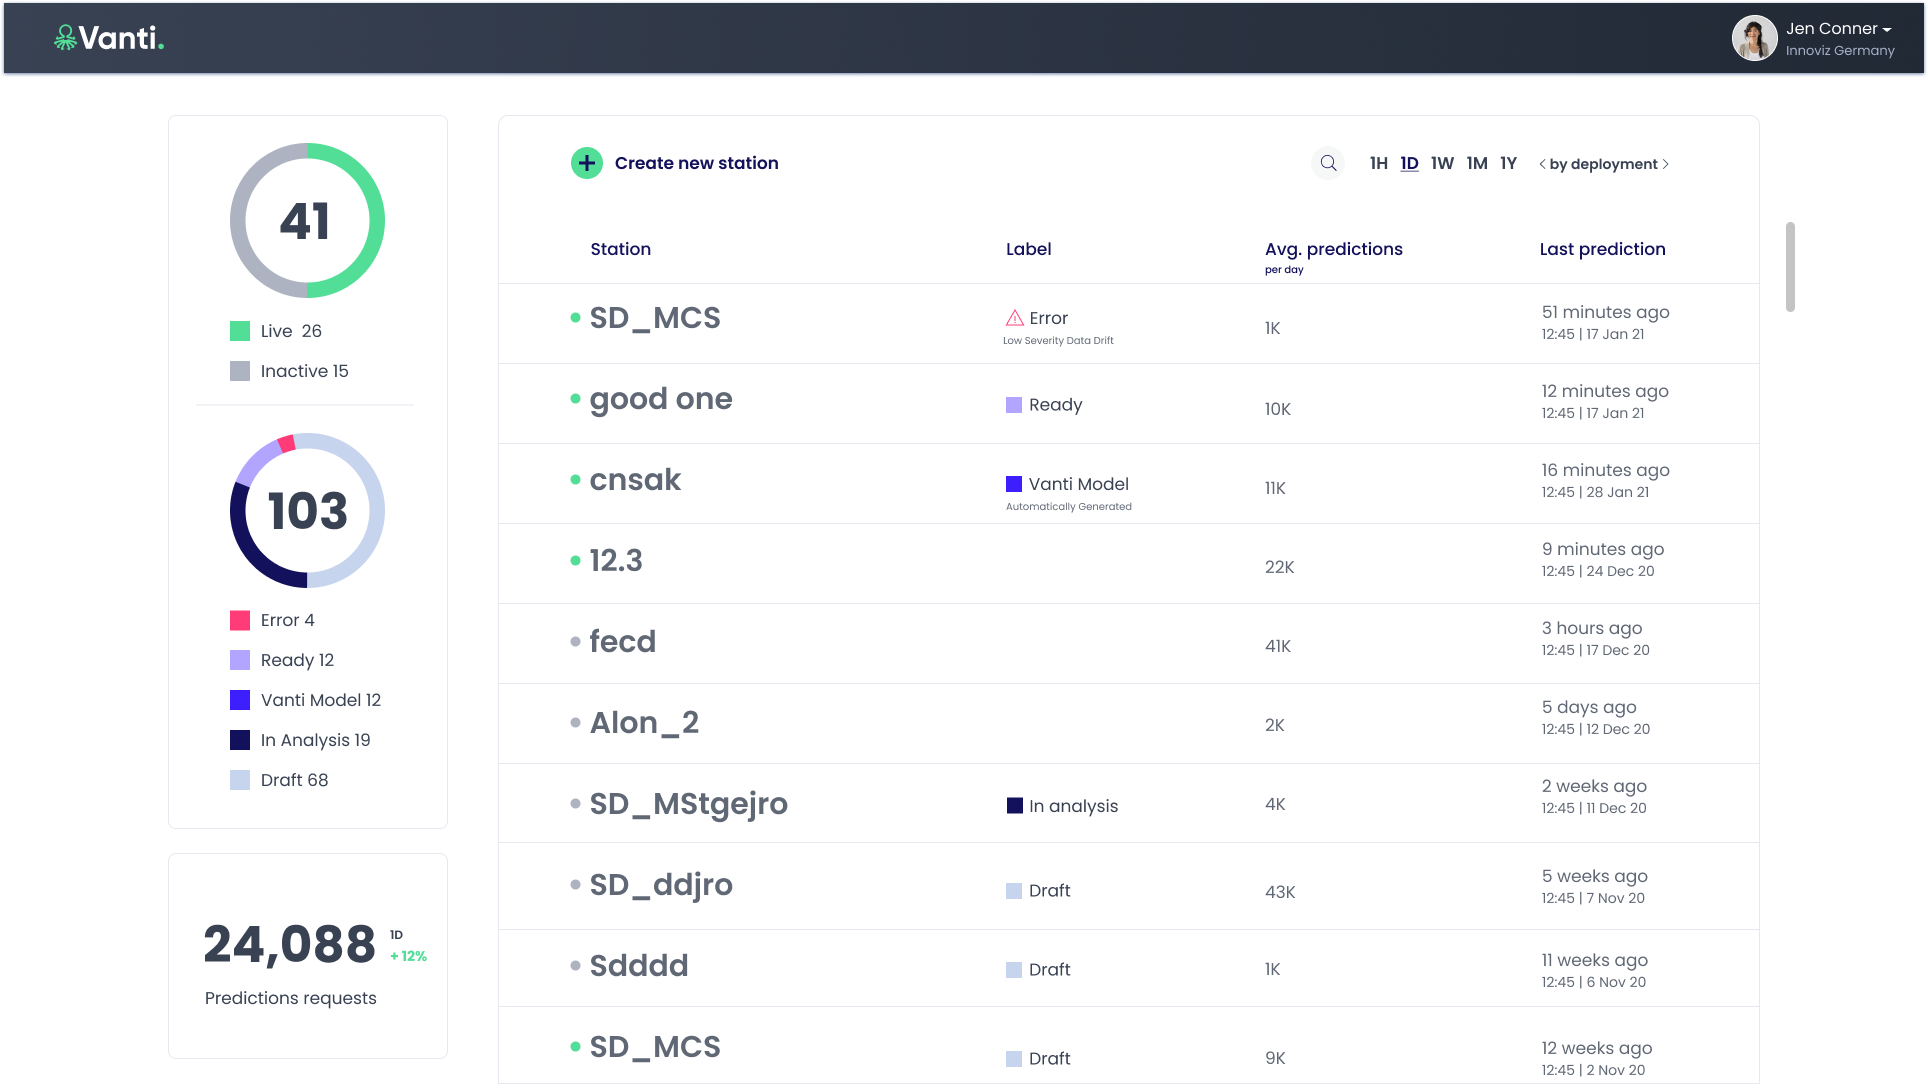 Vanti.
Jen Conner
Innoviz Germany
41
Live 26
Inactive 15
103
Error 4
Ready 12
Vanti Model 12
In Analysis 19
Draft 68
24,088
1D
+ 12%
Predictions requests
Create new station
1H 1D 1W 1M 1Y < by deployment >
Station Label Avg. predictions Last prediction
per day
SD_MCS Error 1K 51 minutes ago
Low Severity Data Drift 12:45 | 17 Jan 21
good one Ready 10K 12 minutes ago
12:45 | 17 Jan 21
cnsak Vanti Model 11K 16 minutes ago
Automatically Generated 12:45 | 28 Jan 21
12.3 22K 9 minutes ago
12:45 | 24 Dec 20
fecd 41K 3 hours ago
12:45 | 17 Dec 20
Alon_2 2K 5 days ago
12:45 | 12 Dec 20
SD_MStgejro In analysis 4K 2 weeks ago
12:45 | 11 Dec 20
SD_ddjro Draft 43K 5 weeks ago
12:45 | 7 Nov 20
Sdddd Draft 1K 11 weeks ago
12:45 | 6 Nov 20
SD_MCS Draft 9K 12 weeks ago
12:45 | 2 Nov 20